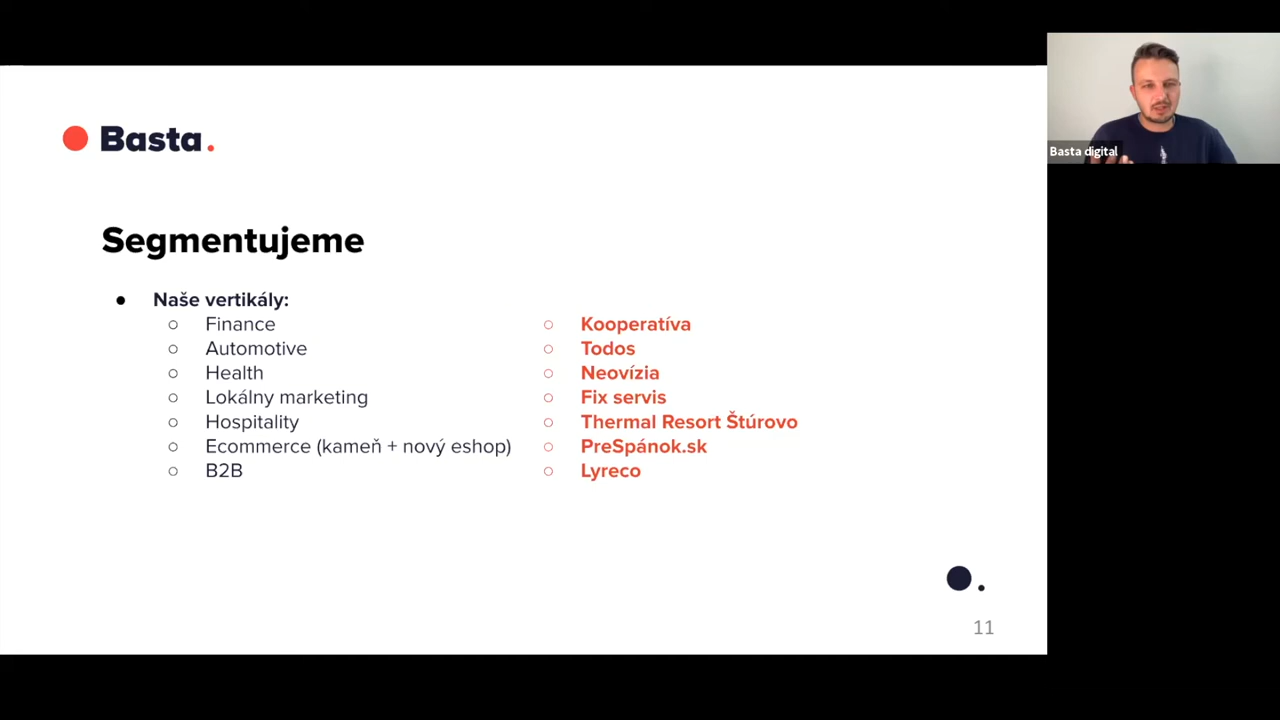 Basta.
Basta digital
Segmentujeme
Naše vertikály:
Finance
Kooperatíva
Automotive
Todos
Health
Neovízia
Lokálny marketing
Fix servis
Hospitality
Thermal Resort Štúrovo
Ecommerce (kameň + nový eshop)
PreSpánok.sk
B2B
Lyreco
11